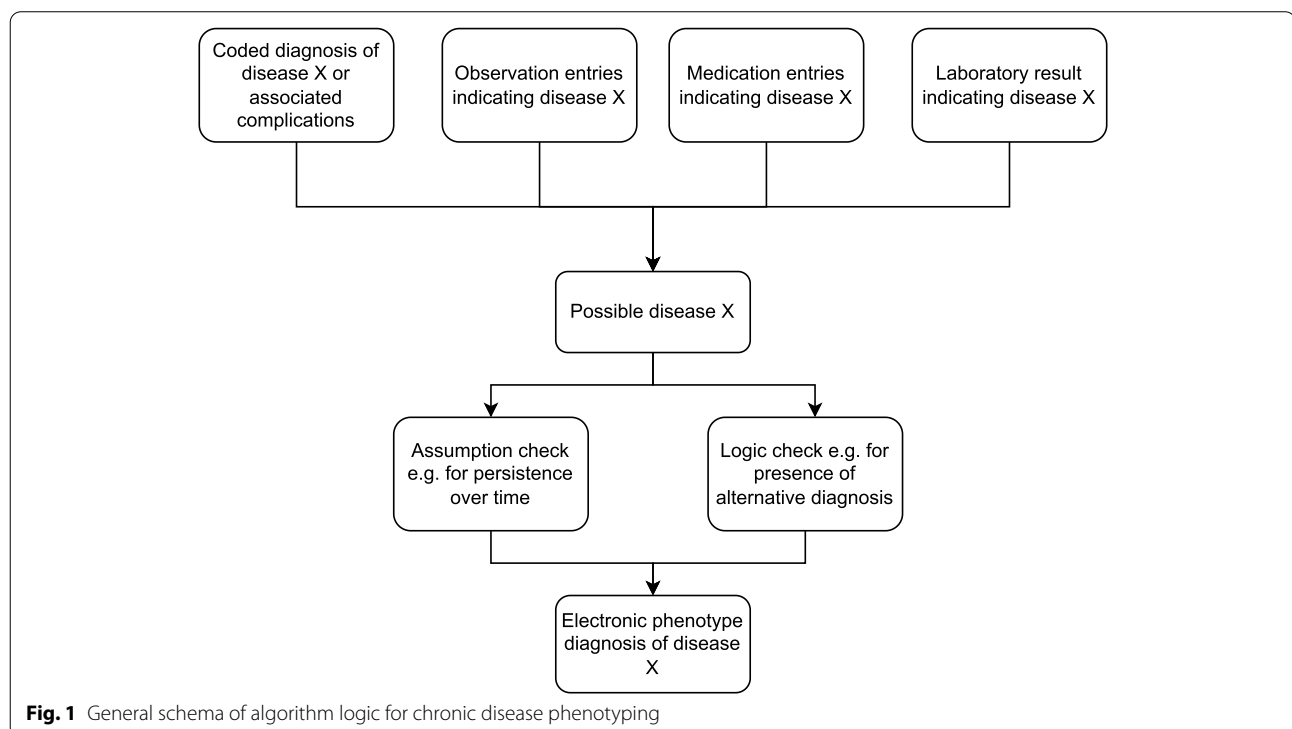 Coded diagnosis of
disease X or
associated
complications
Observation entries
indicating disease X
Medication entries
indicating disease X
Laboratory result
indicating disease X
Possible disease X
Assumption check
e.g. for persistence
over time
Logic check e.g. for
presence of
alternative diagnosis
Electronic phenotype
diagnosis of disease
X
Fig. 1 General schema of algorithm logic for chronic disease phenotyping